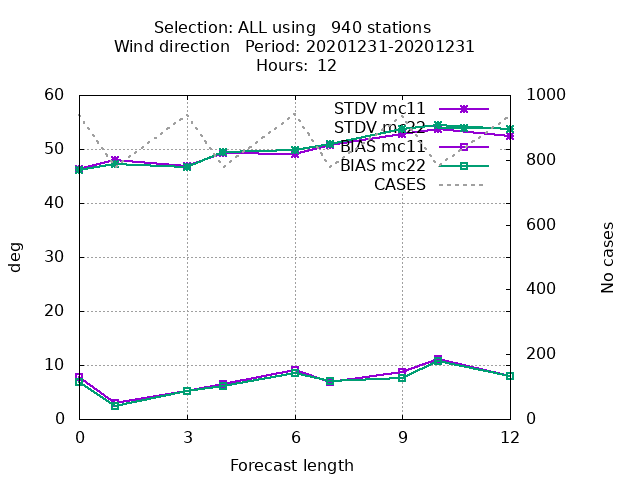 Selection: ALL using   940 stations
Wind direction   Period: 20201231-20201231
Hours:  12
60
50
40
30
20
10
0
deg
1000
800
600
400
200
0
No cases
STDV mc11
STDV mc22
BIAS mc11
BIAS mc22
CASES
0 3 6 9 12
Forecast length